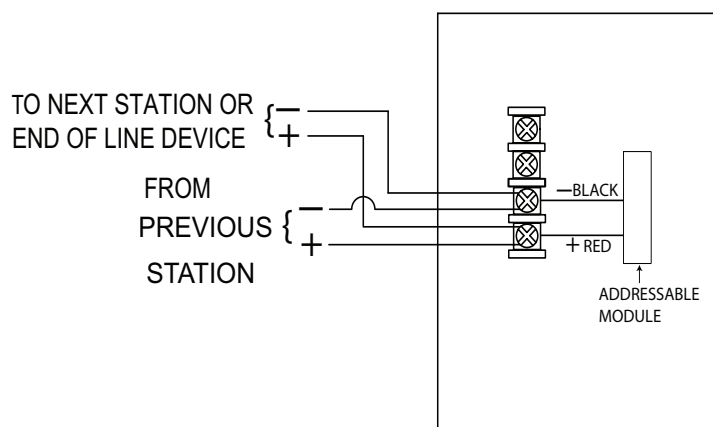 TO NEXT STATION OR
END OF LINE DEVICE
{
−
+
FROM
PREVIOUS
STATION
{
−
+
−BLACK
+ RED
ADDRESSABLE
MODULE